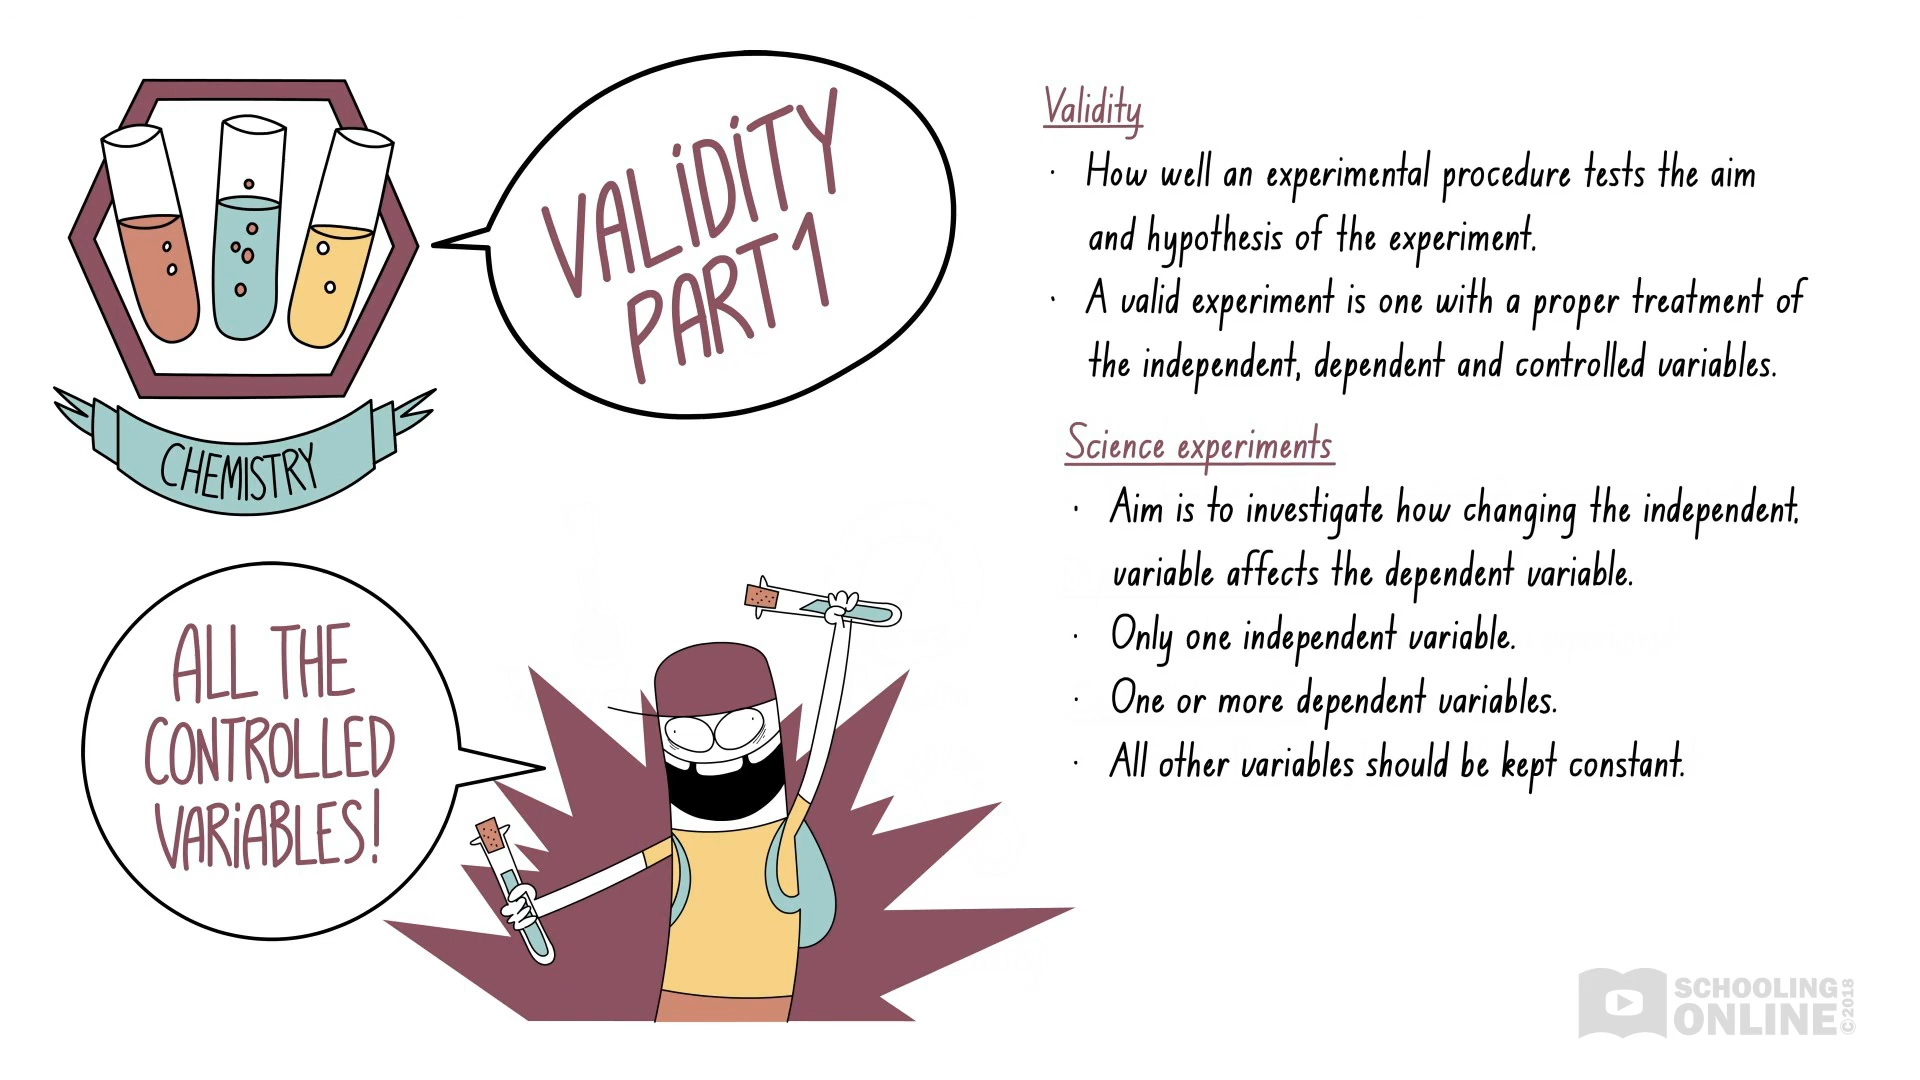 VALIDITY
PART 1
CHEMISTRY
ALL THE
CONTROLLED
VARIABLES!
Validity
· How well an experimental procedure tests the aim
and hypothesis of the experiment.
· A valid experiment is one with a proper treatment of
the independent, dependent and controlled variables.
Science experiments
· Aim is to investigate how changing the independent.
variable affects the dependent variable.
· Only one independent variable.
· One or more dependent variables.
· All other variables should be kept constant.
SCHOOLING
ONLINE
©2018